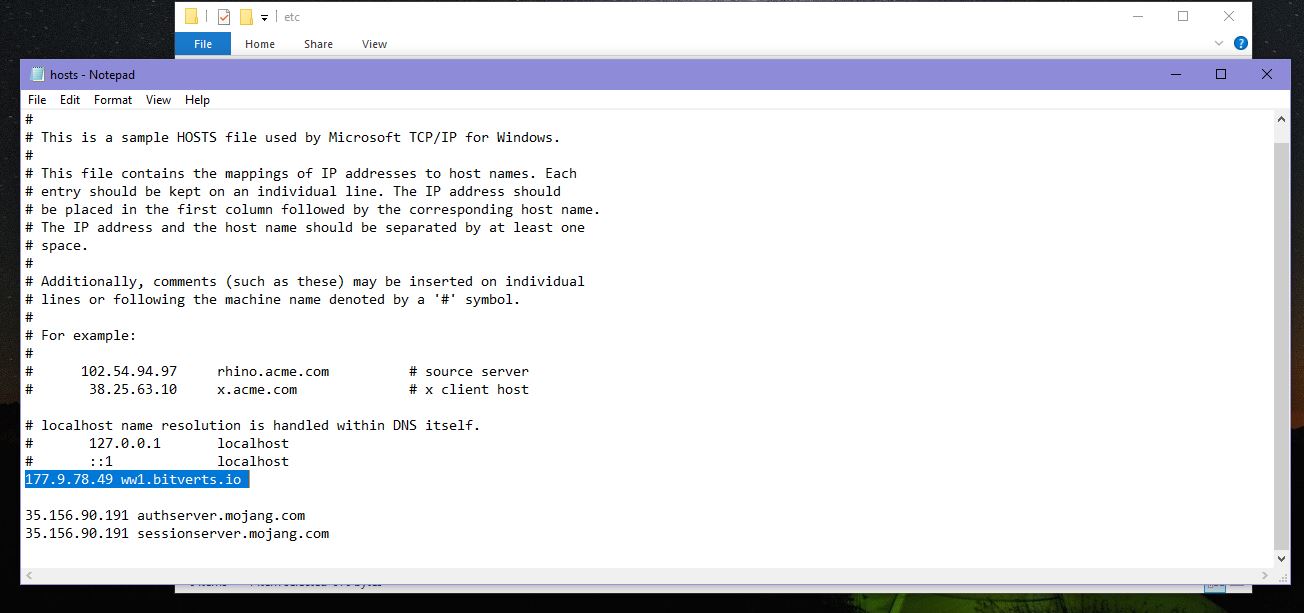 etc
File Home Share View
hosts - Notepad
File Edit Format View Help
#
# This is a sample HOSTS file used by Microsoft TCP/IP for Windows.
#
# This file contains the mappings of IP addresses to host names. Each
# entry should be kept on an individual line. The IP address should
# be placed in the first column followed by the corresponding host name.
# The IP address and the host name should be separated by at least one
# space.
#
# Additionally, comments (such as these) may be inserted on individual
# lines or following the machine name denoted by a '#' symbol.
#
# For example:
#
# 102.54.94.97 rhino.acme.com # source server
# 38.25.63.10 x.acme.com # x client host
# localhost name resolution is handled within DNS itself.
# 127.0.0.1 localhost
# ::1 localhost
177.9.78.49 ww1.bitverts.io
35.156.90.191 authserver.mojang.com
35.156.90.191 sessionserver.mojang.com